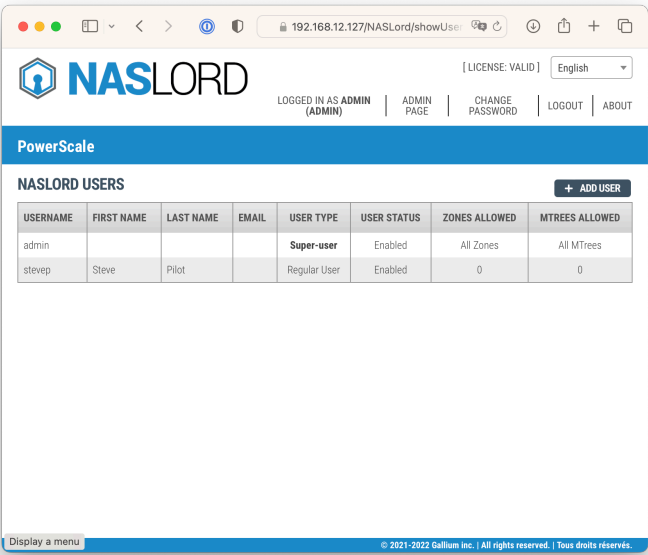 192.168.12.127/NASLord/showUse
NASLORD
[ LICENSE: VALID ]
English
LOGGED IN AS ADMIN (ADMIN)
ADMIN PAGE
CHANGE PASSWORD
LOGOUT
ABOUT
PowerScale
NASLORD USERS
+ ADD USER
USERNAME FIRST NAME LAST NAME EMAIL USER TYPE USER STATUS ZONES ALLOWED MTREES ALLOWED
admin Super-user Enabled All Zones All MTrees
stevep Steve Pilot Regular User Enabled 0 0
Display a menu
© 2021-2022 Gallium inc. | All rights reserved. | Tous droits réservés.